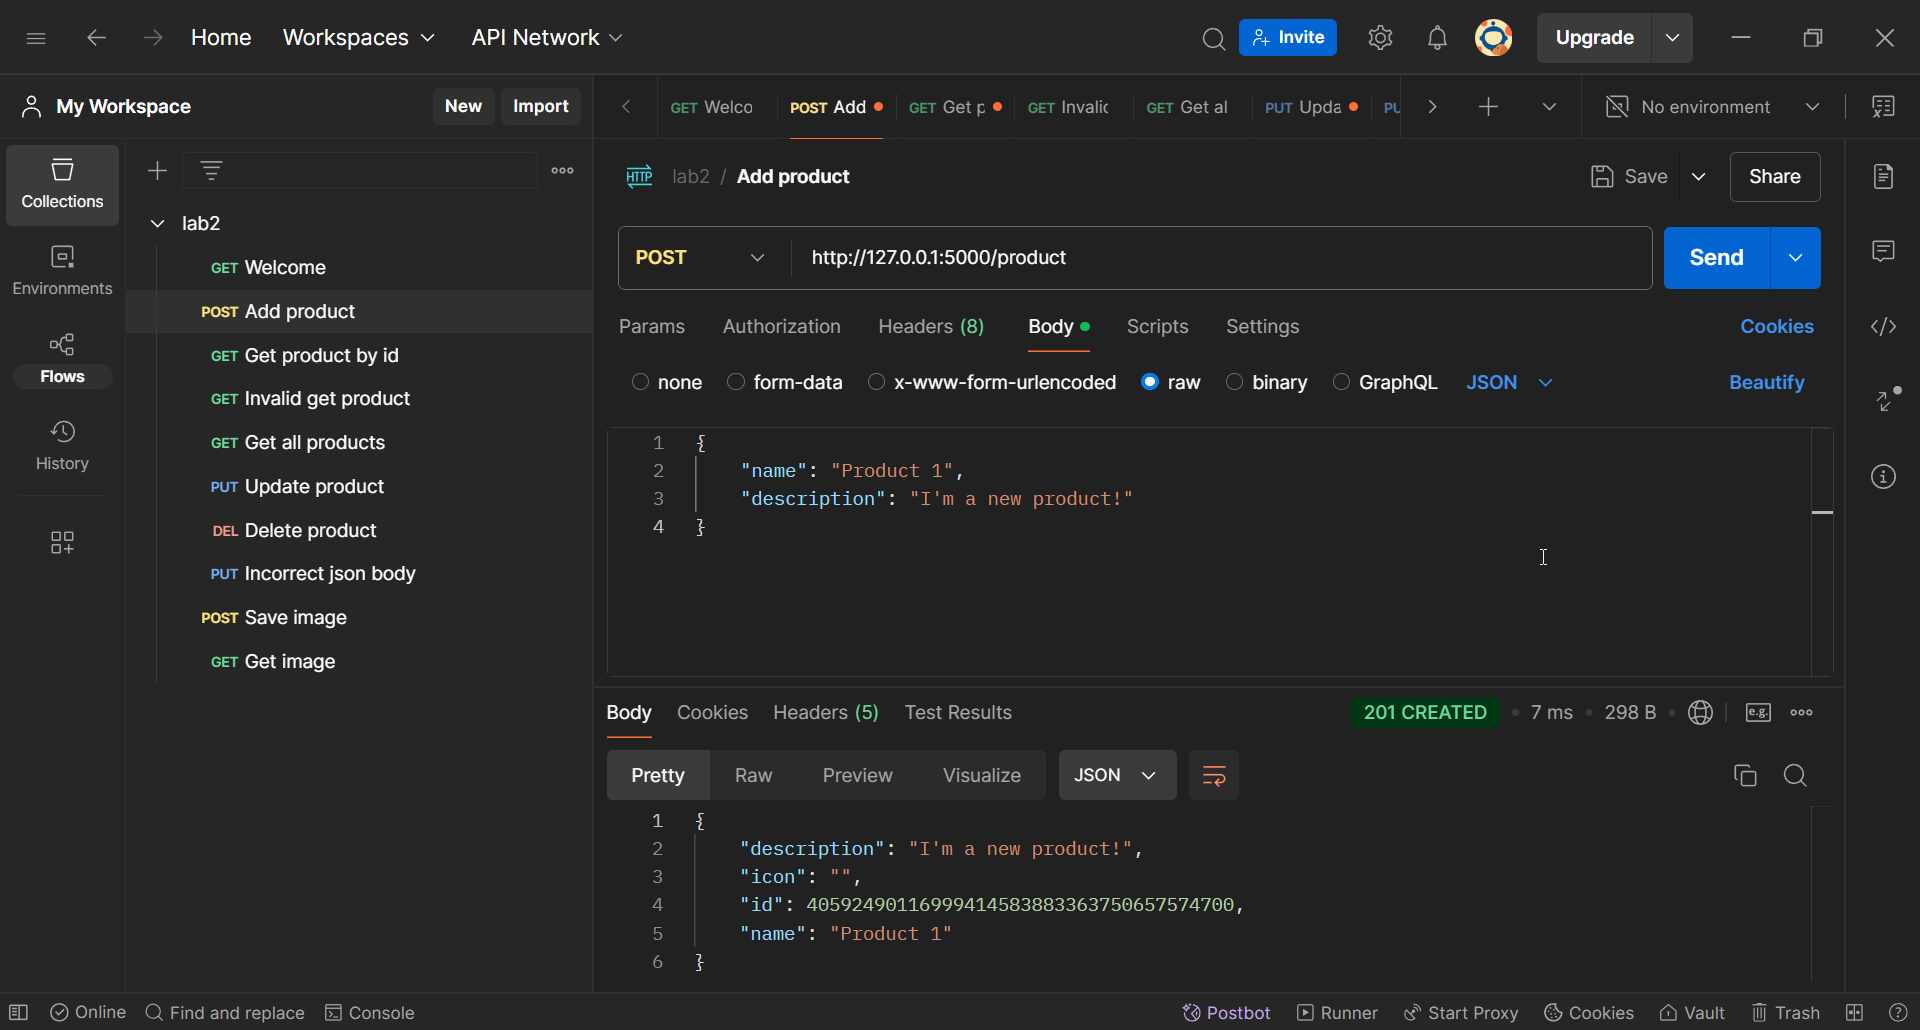 Home Workspaces API Network Invite Upgrade
My Workspace New Import GET Welco POST Add GET Get p GET Invalic GET Get al PUT Upda PU No environment
Collections
lab2 / Add product Save Share
lab2
Environments
GET Welcome
POST http://127.0.0.1:5000/product Send
POST Add product
Params Authorization Headers (8) Body Scripts Settings Cookies
GET Get product by id
Flows
none form-data x-www-form-urlencoded raw binary GraphQL JSON Beautify
GET Invalid get product
GET Get all products
History
PUT Update product
DEL Delete product
PUT Incorrect json body
POST Save image
GET Get image
1 {
2 "name": "Product 1",
3 "description": "I'm a new product!"
4 }
Body Cookies Headers (5) Test Results 201 CREATED 7 ms 298 B e.g.
Pretty Raw Preview Visualize JSON
1 {
2 "description": "I'm a new product!",
3 "icon": "",
4 "id": 40592490116999414583883363750657574700,
5 "name": "Product 1"
6 }
Online Find and replace Console Postbot Runner Start Proxy Cookies Vault Trash